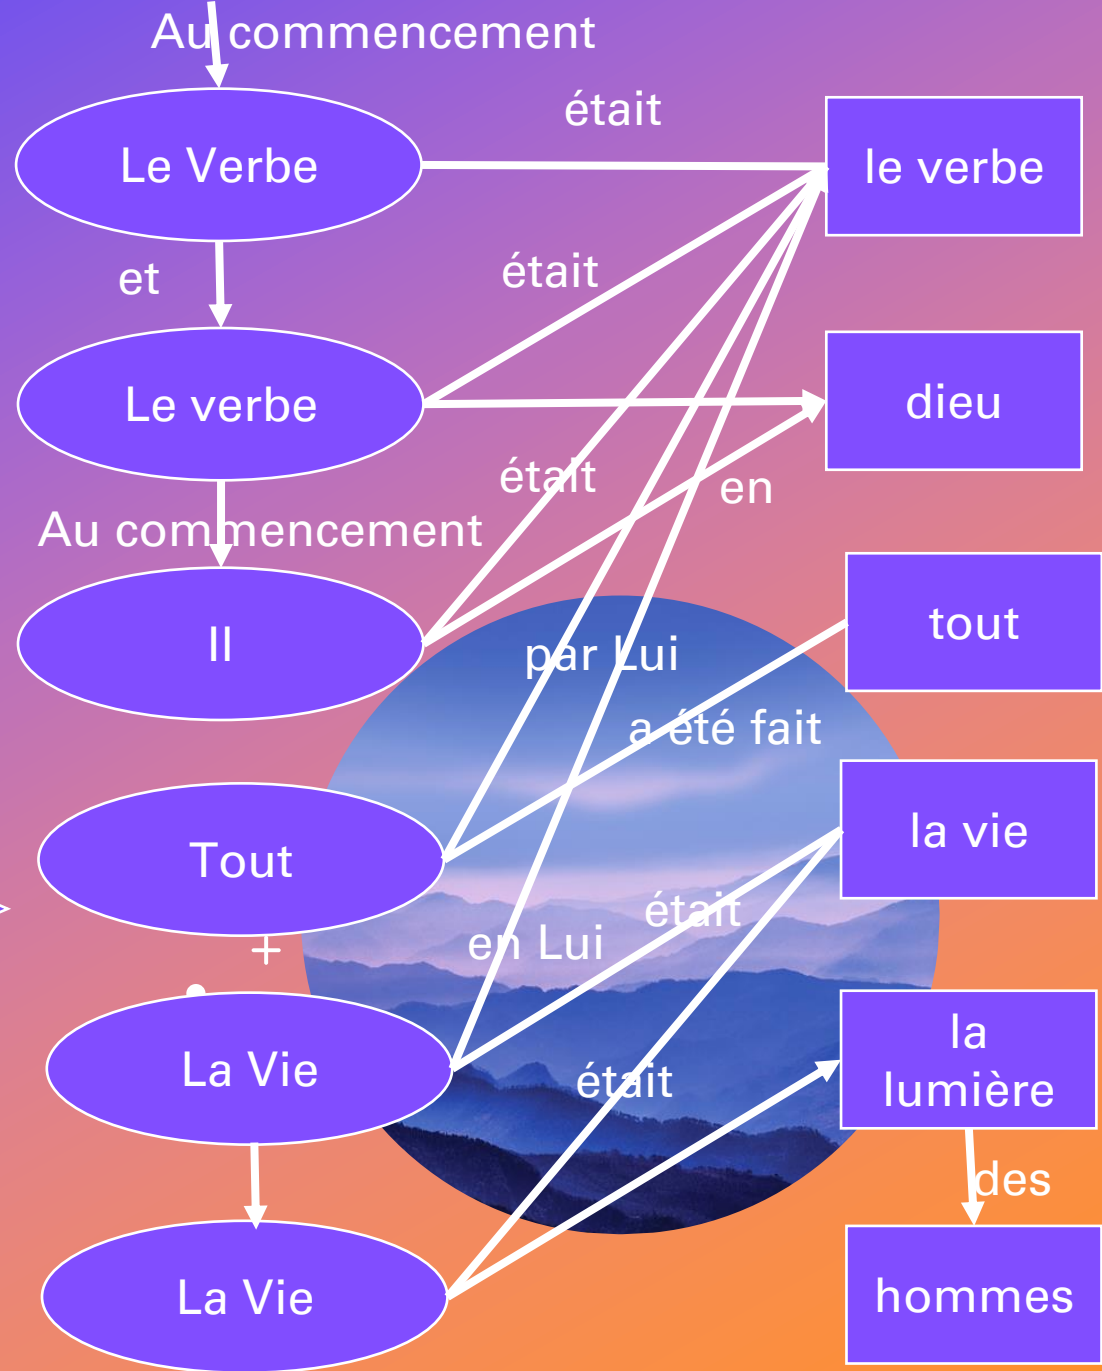 Au commencement
était
Le Verbe
le verbe
et
était
Le verbe
dieu
était
en
Au commencement
Il
tout
par Lui
a été fait
Tout
la vie
était
en Lui
+
La Vie
la
lumière
était
des
La Vie
hommes